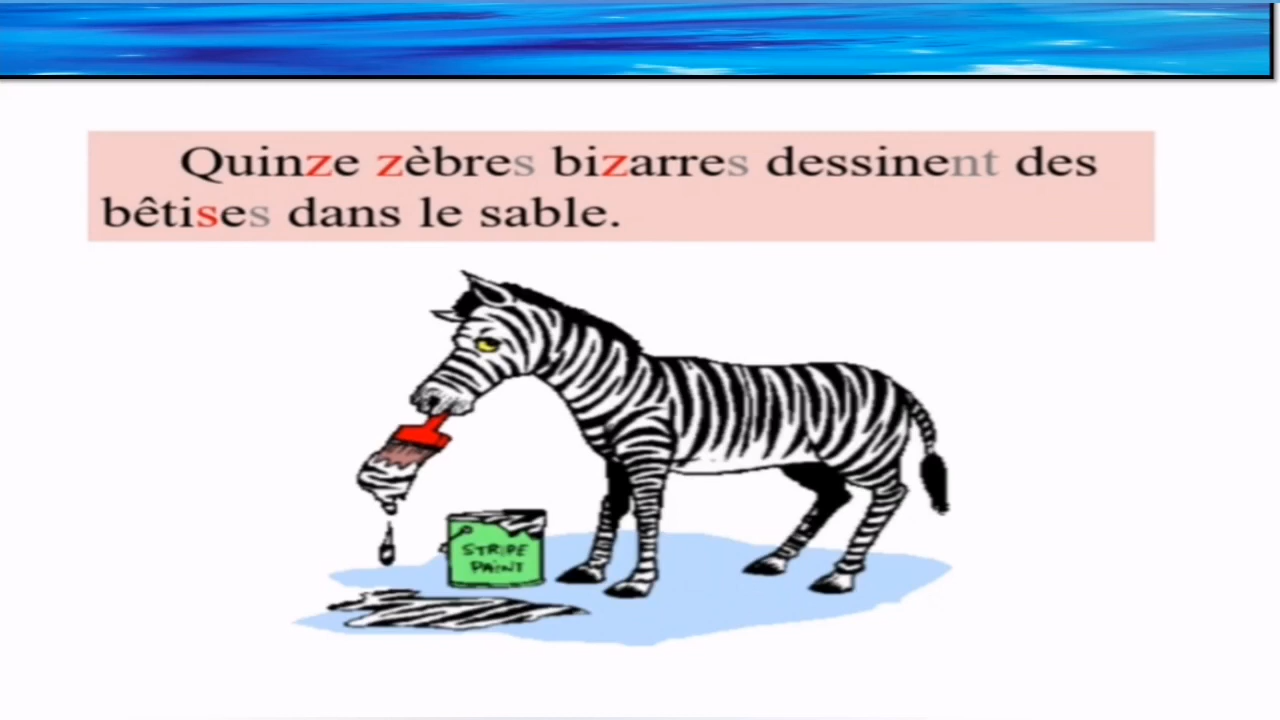 Quinze zèbres bizarres dessinent des
bêtises dans le sable.
STRIPE
PAINT